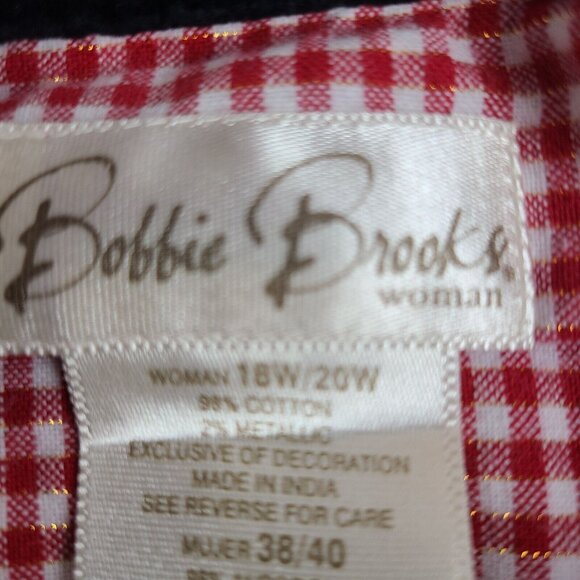 Bobbie Brooks.
woman
WOMAN 18W/20W
98% COTTON
2% METALLIC
EXCLUSIVE OF DECORATION
MADE IN INDIA
SEE REVERSE FOR CARE
MUJER 38/40